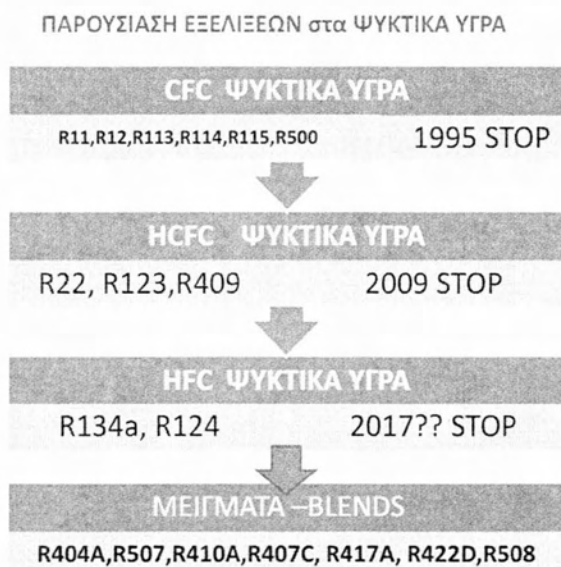 ΠΑΡΟΥΣΙΑΣΗ ΕΞΕΛΙΞΕΩΝ στα ΨΥΚΤΙΚΑ ΥΓΡΑ
CFC ΨΥΚΤΙΚΑ ΥΓΡΑ
R11,R12,R113,R114,R115,R500 1995 STOP
HCFC ΨΥΚΤΙΚΑ ΥΓΡΑ
R22, R123,R409 2009 STOP
HFC ΨΥΚΤΙΚΑ ΥΓΡΑ
R134a, R124 2017?? STOP
ΜΕΙΓΜΑΤΑ –BLENDS
R404A,R507,R410A,R407C, R417A, R422D,R508